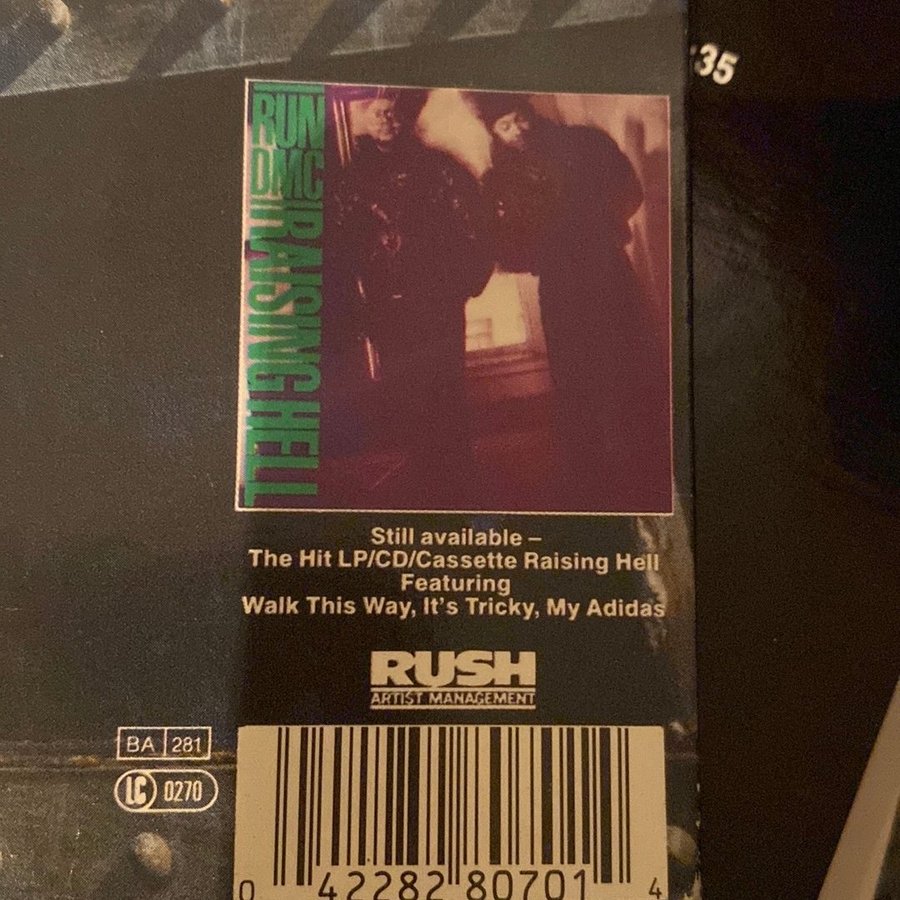 :35
RUN
DMC
RAISING HELL
Still available –
The Hit LP/CD/Cassette Raising Hell
Featuring
Walk This Way, It's Tricky, My Adidas
RUSH
ARTIST MANAGEMENT
BA 281
LC 0270
0 42282 80701 4